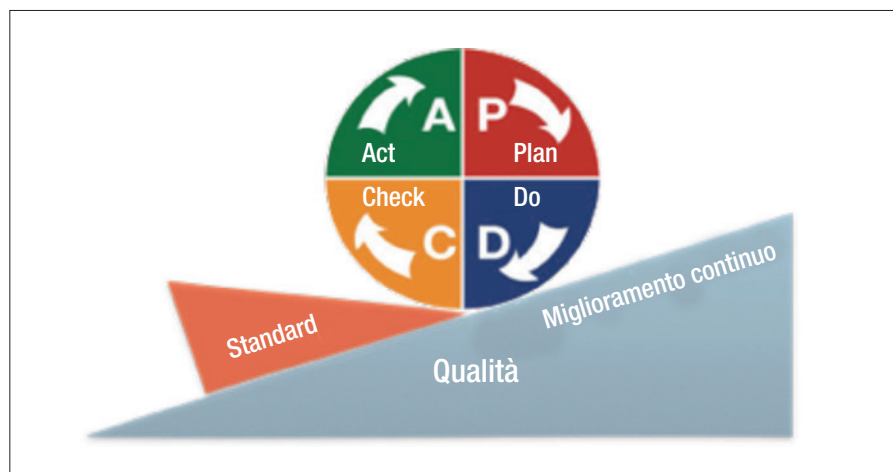 A P
Act Plan
Check Do
C D
Standard
Miglioramento continuo
Qualità